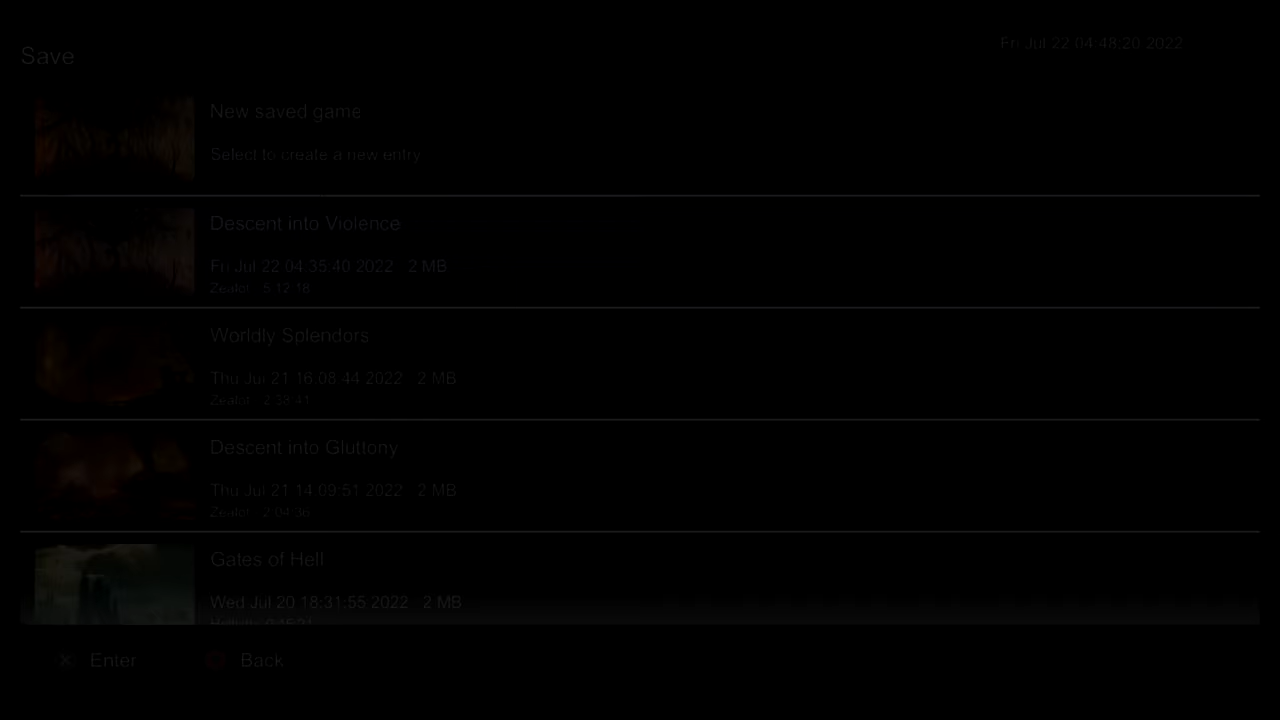 Save
Fri Jul 22 04:48:20 2022
New saved game
Select to create a new entry
Descent into Violence
Fri Jul 22 04:35:40 2022 2 MB
Zealot 5:12:18
Worldly Splendors
Thu Jul 21 16:08:44 2022 2 MB
Zealot 2:38:41
Descent into Gluttony
Thu Jul 21 14:09:51 2022 2 MB
Zealot 2:04:36
Gates of Hell
Wed Jul 20 18:31:55 2022 2 MB
Enter
Back